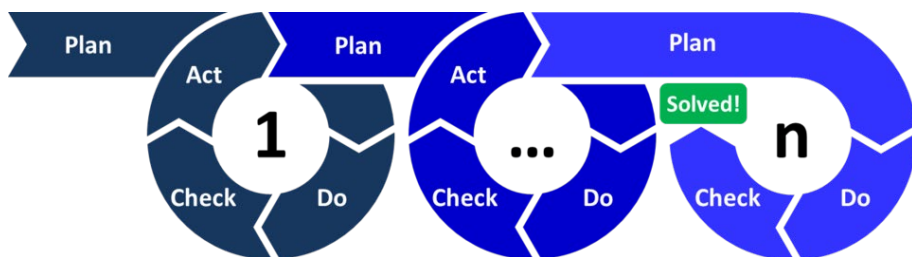 Plan
Plan
Plan
Act
Act
Solved!
1
...
n
Check
Do
Check
Do
Check
Do